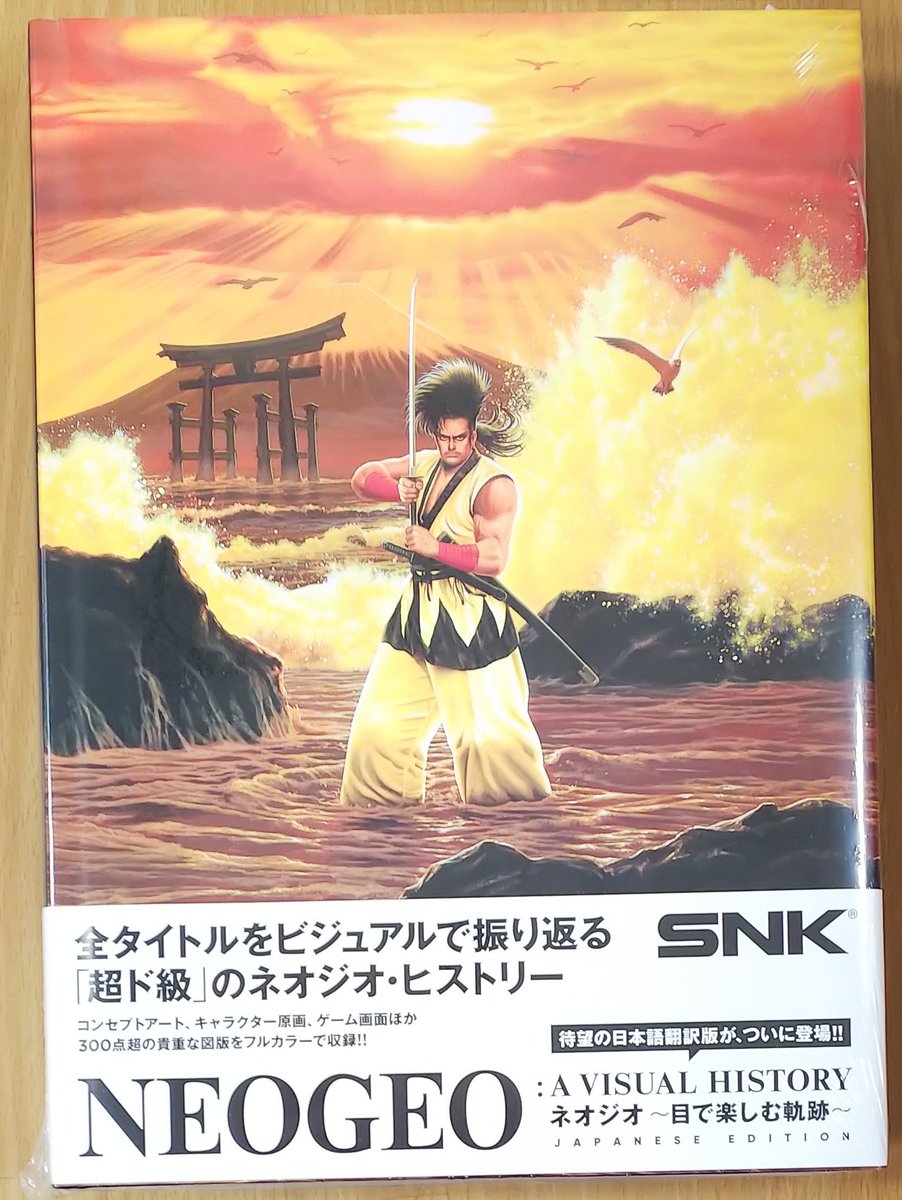 全タイトルをビジュアルで振り返る
「超ド級」のネオジオ・ヒストリー
SNK®
コンセプトアート、キャラクター原画、ゲーム画面ほか
300点超の貴重な図版をフルカラーで収録!!
待望の日本語翻訳版が、ついに登場!!
NEOGEO
: A VISUAL HISTORY
ネオジオ ～目で楽しむ軌跡～
JAPANESE EDITION